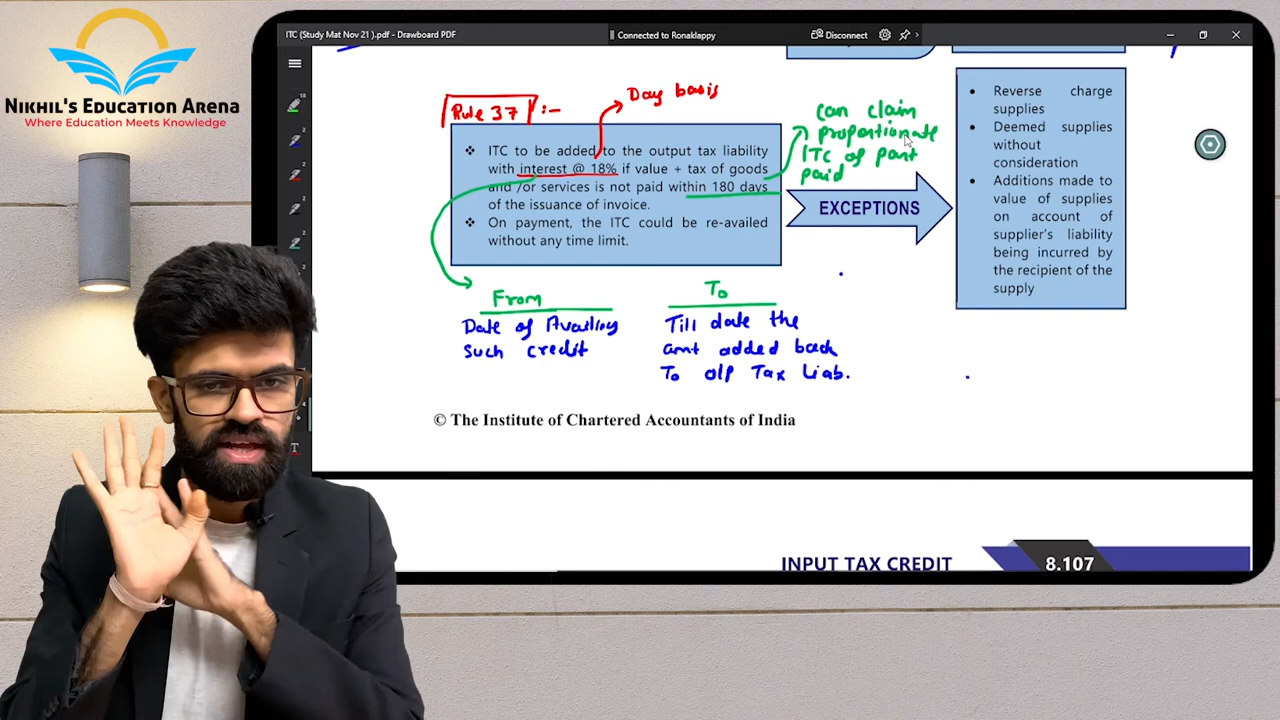 NIKHIL'S EDUCATION ARENA
Where Education Meets Knowledge
ITC (Study Mat Nov 21 ).pdf - Drawboard PDF
Connected to Ronaklappy
Disconnect
Rule 37 :-
Day basis
can claim
proportionate
ITC of part
paid
ITC to be added to the output tax liability
with interest @ 18% if value + tax of goods
and /or services is not paid within 180 days
of the issuance of invoice.
On payment, the ITC could be re-availed
without any time limit.
EXCEPTIONS
Reverse charge
supplies
Deemed supplies
without
consideration
Additions made to
value of supplies
on account of
supplier's liability
being incurred by
the recipient of the
supply
From
Date of Availing
Such credit
To
Till date the
amt added back
To o/p Tax Liab.
© The Institute of Chartered Accountants of India
INPUT TAX CREDIT
8.107